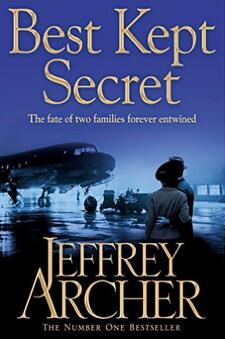 Best Kept
Secret
The fate of two families forever entwined
JEFFREY
ARCHER
THE NUMBER ONE BESTSELLER